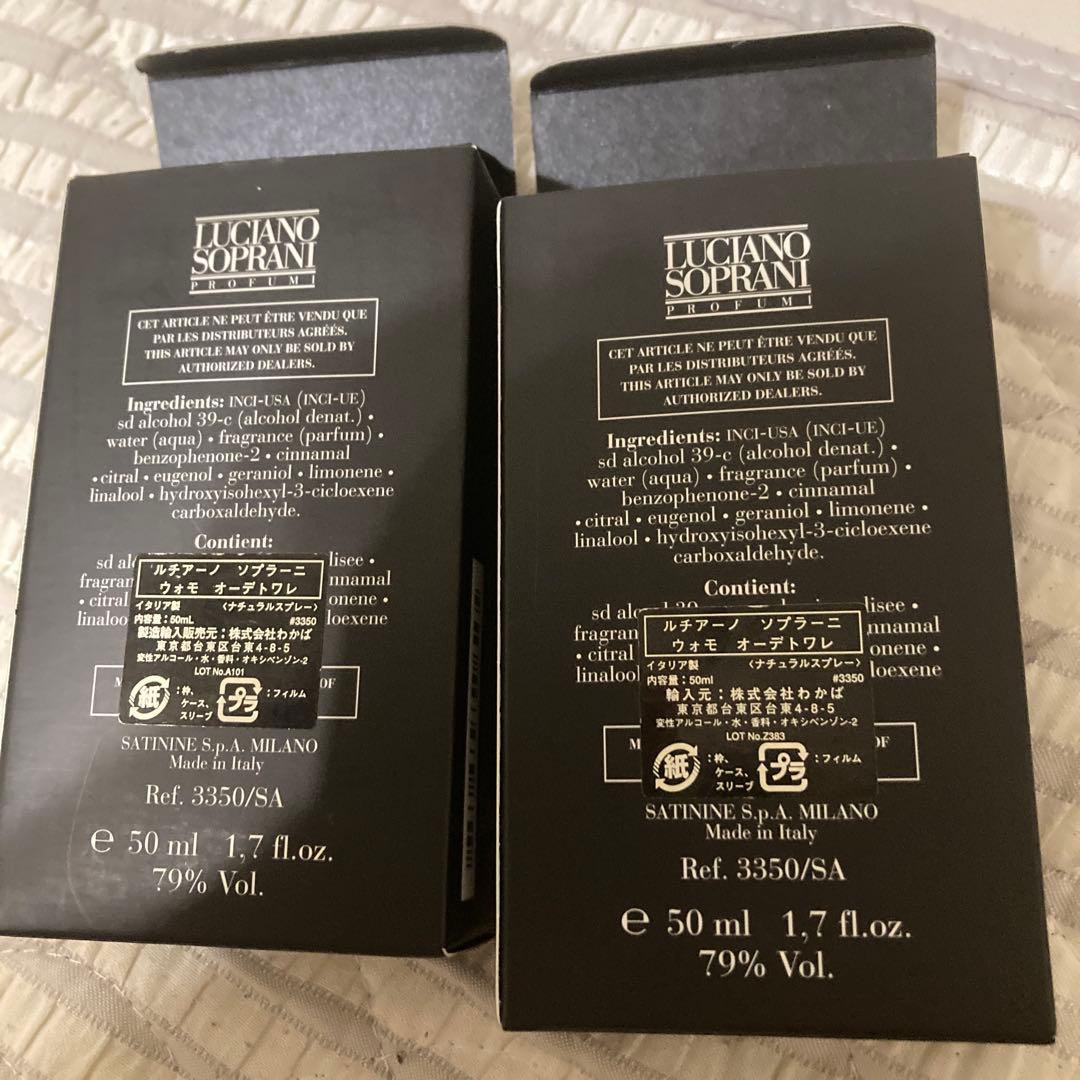 LUCIANO
SOPRANI
PROFUMI
CET ARTICLE NE PEUT ÊTRE VENDU QUE
PAR LES DISTRIBUTEURS AGRÉÉS.
THIS ARTICLE MAY ONLY BE SOLD BY
AUTHORIZED DEALERS.
Ingredients: INCI-USA (INCI-UE)
sd alcohol 39-c (alcohol denat.) •
water (aqua) • fragrance (parfum) •
benzophenone-2 • cinnamal
• citral • eugenol • geraniol • limonene •
linalool • hydroxyisohexyl-3-cicloexene
carboxaldehyde.
Contient:
ルチアーノ ソプラーニ
ウォモ オーデトワレ
イタリア製 〈ナチュラルスプレー〉
内容量：50mL #3350
製造輸入販売元：株式会社わかば
東京都台東区台東4-8-5
変性アルコール・水・香料・オキシベンゾン-2
LOT No.A101
紙 ：枠、ケース、スリーブ プラ ：フィルム
SATININE S.p.A. MILANO
Made in Italy
Ref. 3350/SA
e 50 ml 1,7 fl.oz.
79% Vol.
LUCIANO
SOPRANI
PROFUMI
CET ARTICLE NE PEUT ÊTRE VENDU QUE
PAR LES DISTRIBUTEURS AGRÉÉS.
THIS ARTICLE MAY ONLY BE SOLD BY
AUTHORIZED DEALERS.
Ingredients: INCI-USA (INCI-UE)
sd alcohol 39-c (alcohol denat.) •
water (aqua) • fragrance (parfum) •
benzophenone-2 • cinnamal
• citral • eugenol • geraniol • limonene •
linalool • hydroxyisohexyl-3-cicloexene
carboxaldehyde.
Contient:
ルチアーノ ソプラーニ
ウォモ オーデトワレ
イタリア製 〈ナチュラルスプレー〉
内容量：50ml #3350
輸入元：株式会社わかば
東京都台東区台東4-8-5
変性アルコール・水・香料・オキシベンゾン-2
LOT No.Z383
紙 ：枠、ケース、スリーブ プラ ：フィルム
SATININE S.p.A. MILANO
Made in Italy
Ref. 3350/SA
e 50 ml 1,7 fl.oz.
79% Vol.